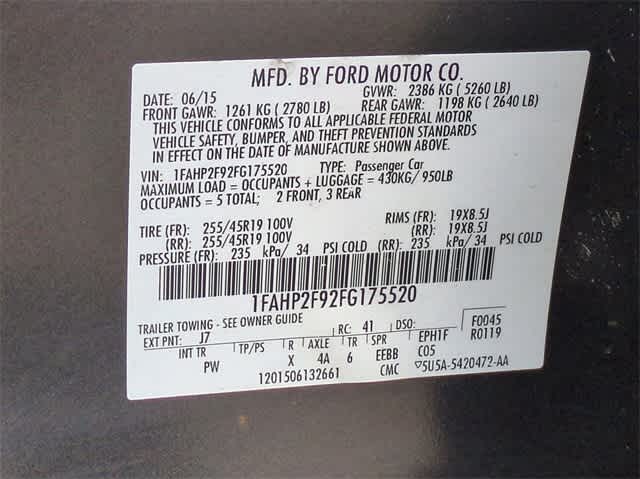 MFD. BY FORD MOTOR CO.
DATE: 06/15 GVWR: 2386 KG ( 5260 LB)
FRONT GAWR: 1261 KG ( 2780 LB) REAR GAWR: 1198 KG ( 2640 LB)
THIS VEHICLE CONFORMS TO ALL APPLICABLE FEDERAL MOTOR
VEHICLE SAFETY, BUMPER, AND THEFT PREVENTION STANDARDS
IN EFFECT ON THE DATE OF MANUFACTURE SHOWN ABOVE.
VIN: 1FAHP2F92FG175520 TYPE: Passenger Car
MAXIMUM LOAD = OCCUPANTS + LUGGAGE = 430KG/ 950LB
OCCUPANTS = 5 TOTAL; 2 FRONT, 3 REAR
TIRE (FR): 255/45R19 100V RIMS (FR): 19X8.5J
(RR): 255/45R19 100V (RR): 19X8.5J
PRESSURE (FR): 235 kPa/ 34 PSI COLD (RR): 235 kPa/ 34 PSI COLD
1FAHP2F92FG175520
TRAILER TOWING - SEE OWNER GUIDE
EXT PNT: J7 RC: 41 DSO: F0045
INT TR TP/PS R AXLE TR SPR EPH1F R0119
PW X 4A 6 EEBB C05
1201506132661 CMC ▽5U5A-5420472-AA